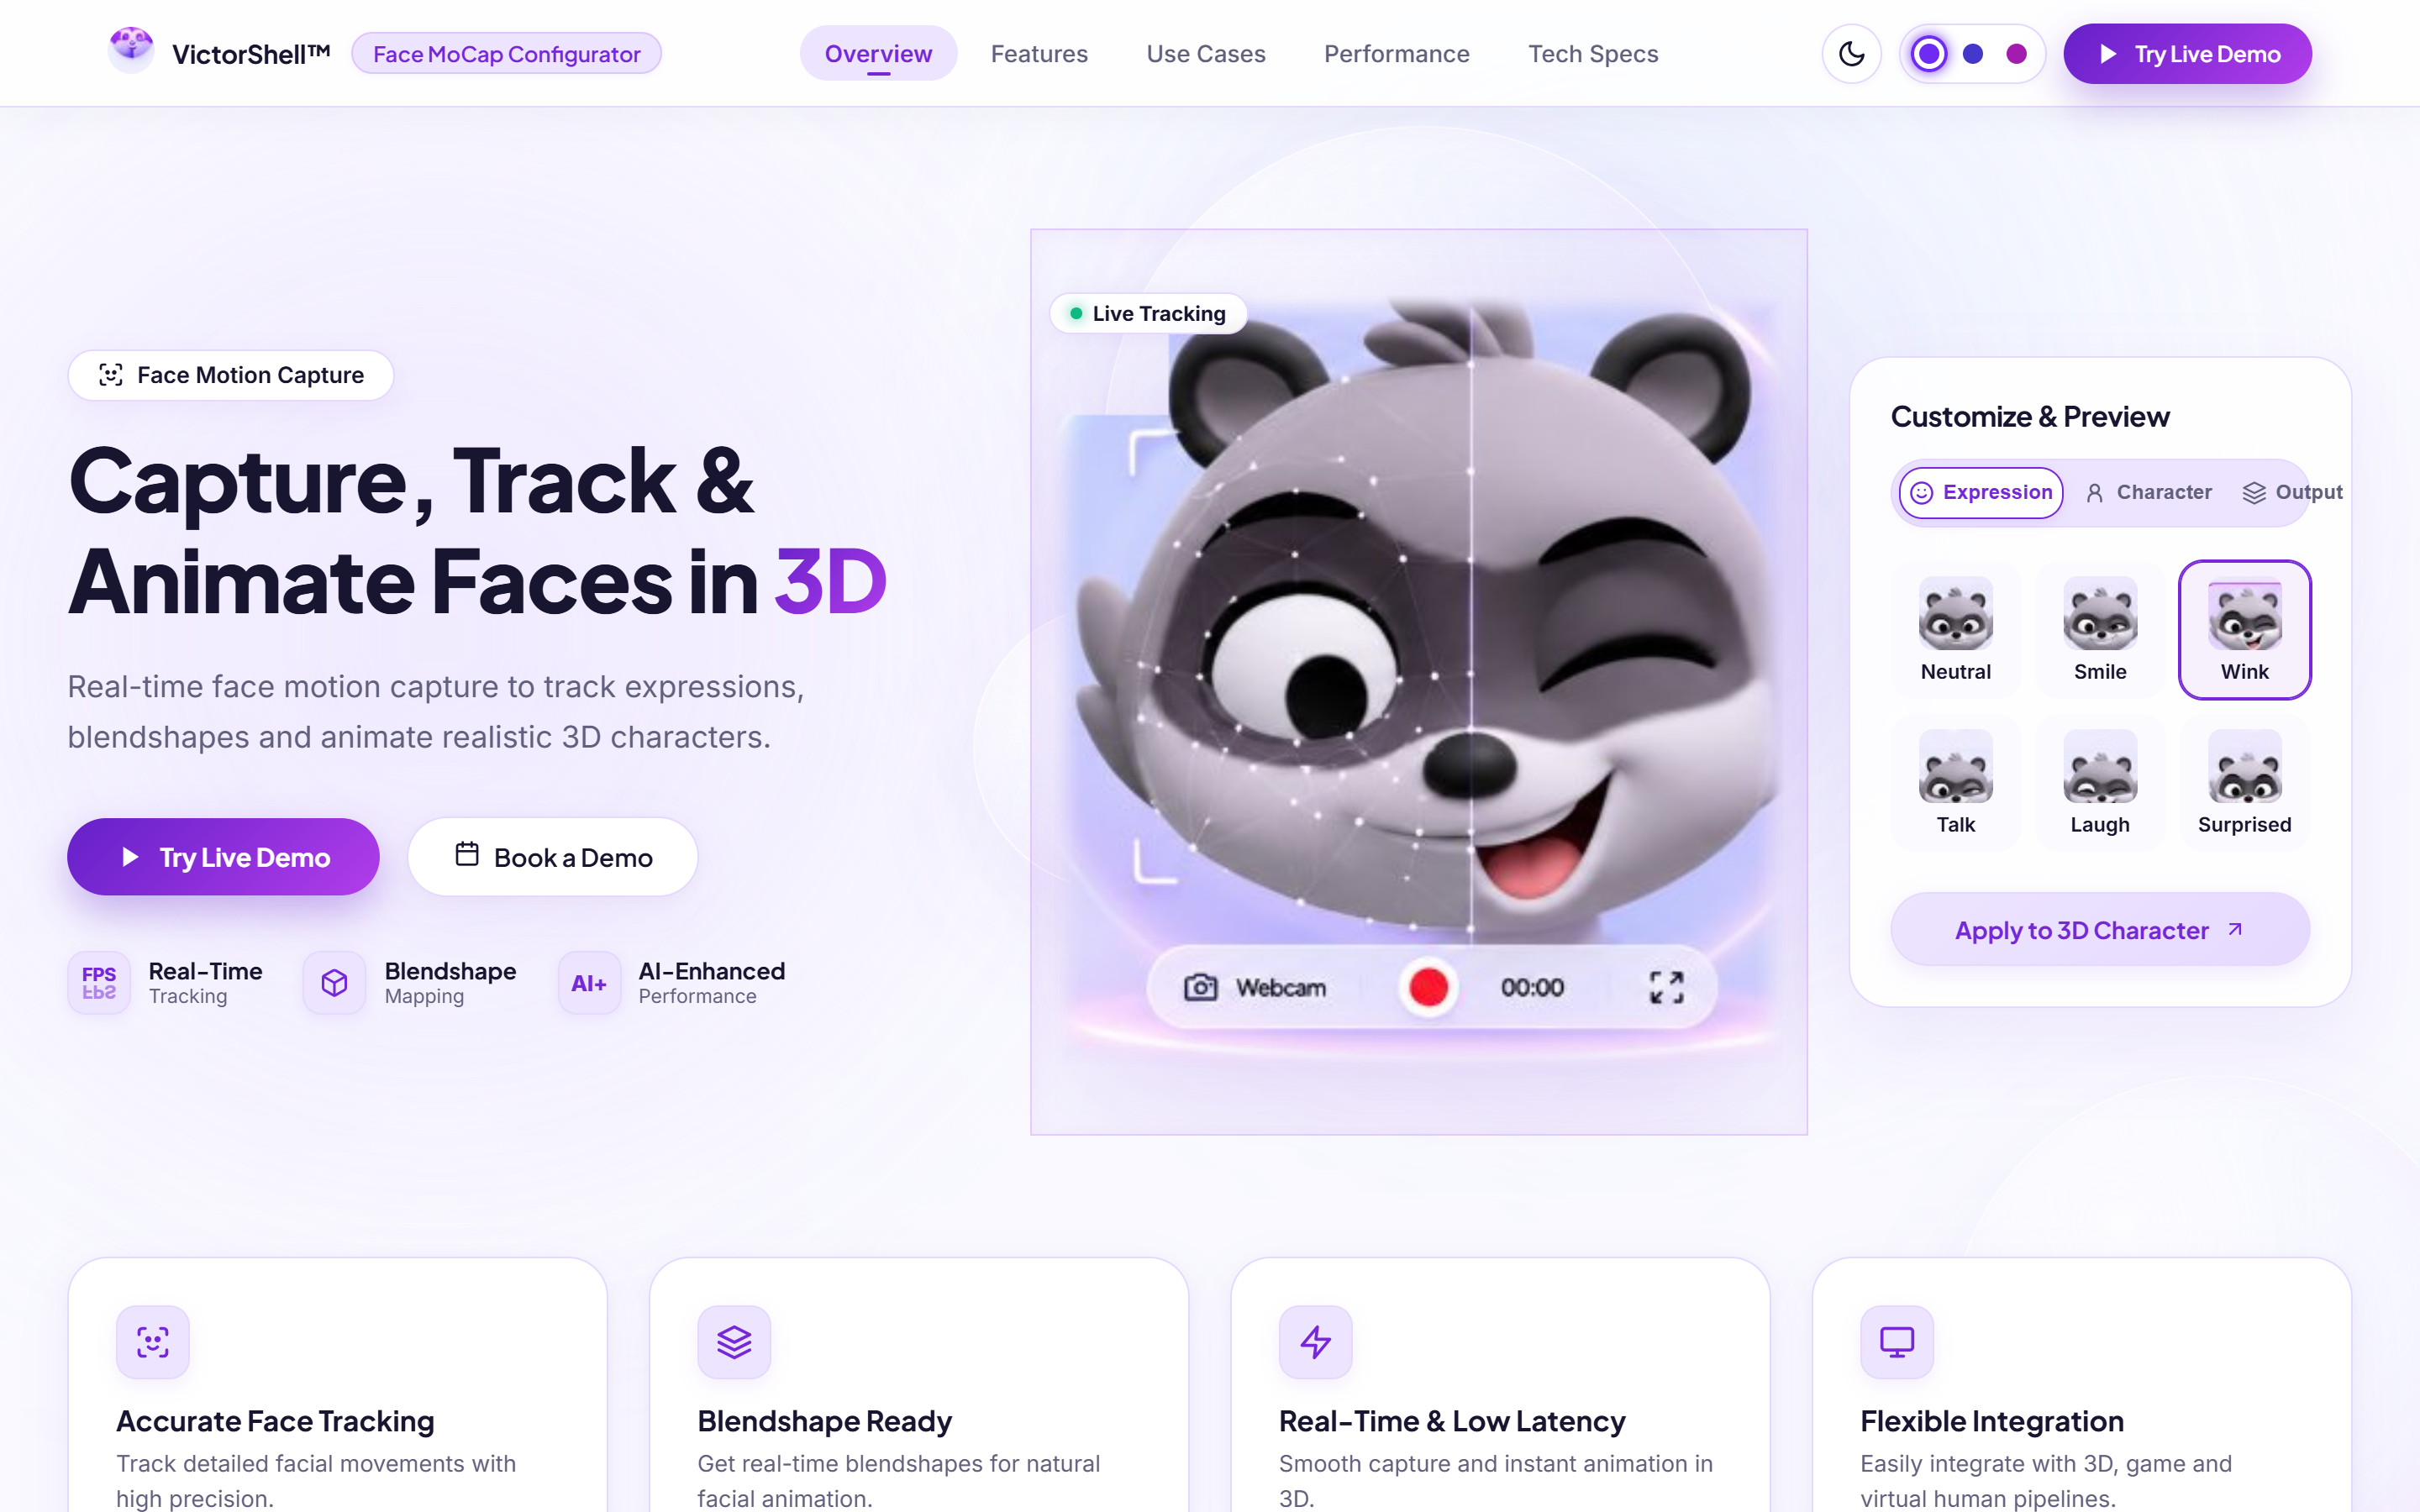 VictorShell™
Face MoCap Configurator
Overview
Features
Use Cases
Performance
Tech Specs
Try Live Demo
Face Motion Capture
Capture, Track &
Animate Faces in 3D
Real-time face motion capture to track expressions,
blendshapes and animate realistic 3D characters.
Try Live Demo
Book a Demo
FPS
Real-Time
Tracking
Blendshape
Mapping
AI+
AI-Enhanced
Performance
Live Tracking
Webcam
00:00
Customize & Preview
Expression
Character
Output
Neutral
Smile
Wink
Talk
Laugh
Surprised
Apply to 3D Character
Accurate Face Tracking
Track detailed facial movements with
high precision.
Blendshape Ready
Get real-time blendshapes for natural
facial animation.
Real-Time & Low Latency
Smooth capture and instant animation in
3D.
Flexible Integration
Easily integrate with 3D, game and
virtual human pipelines.